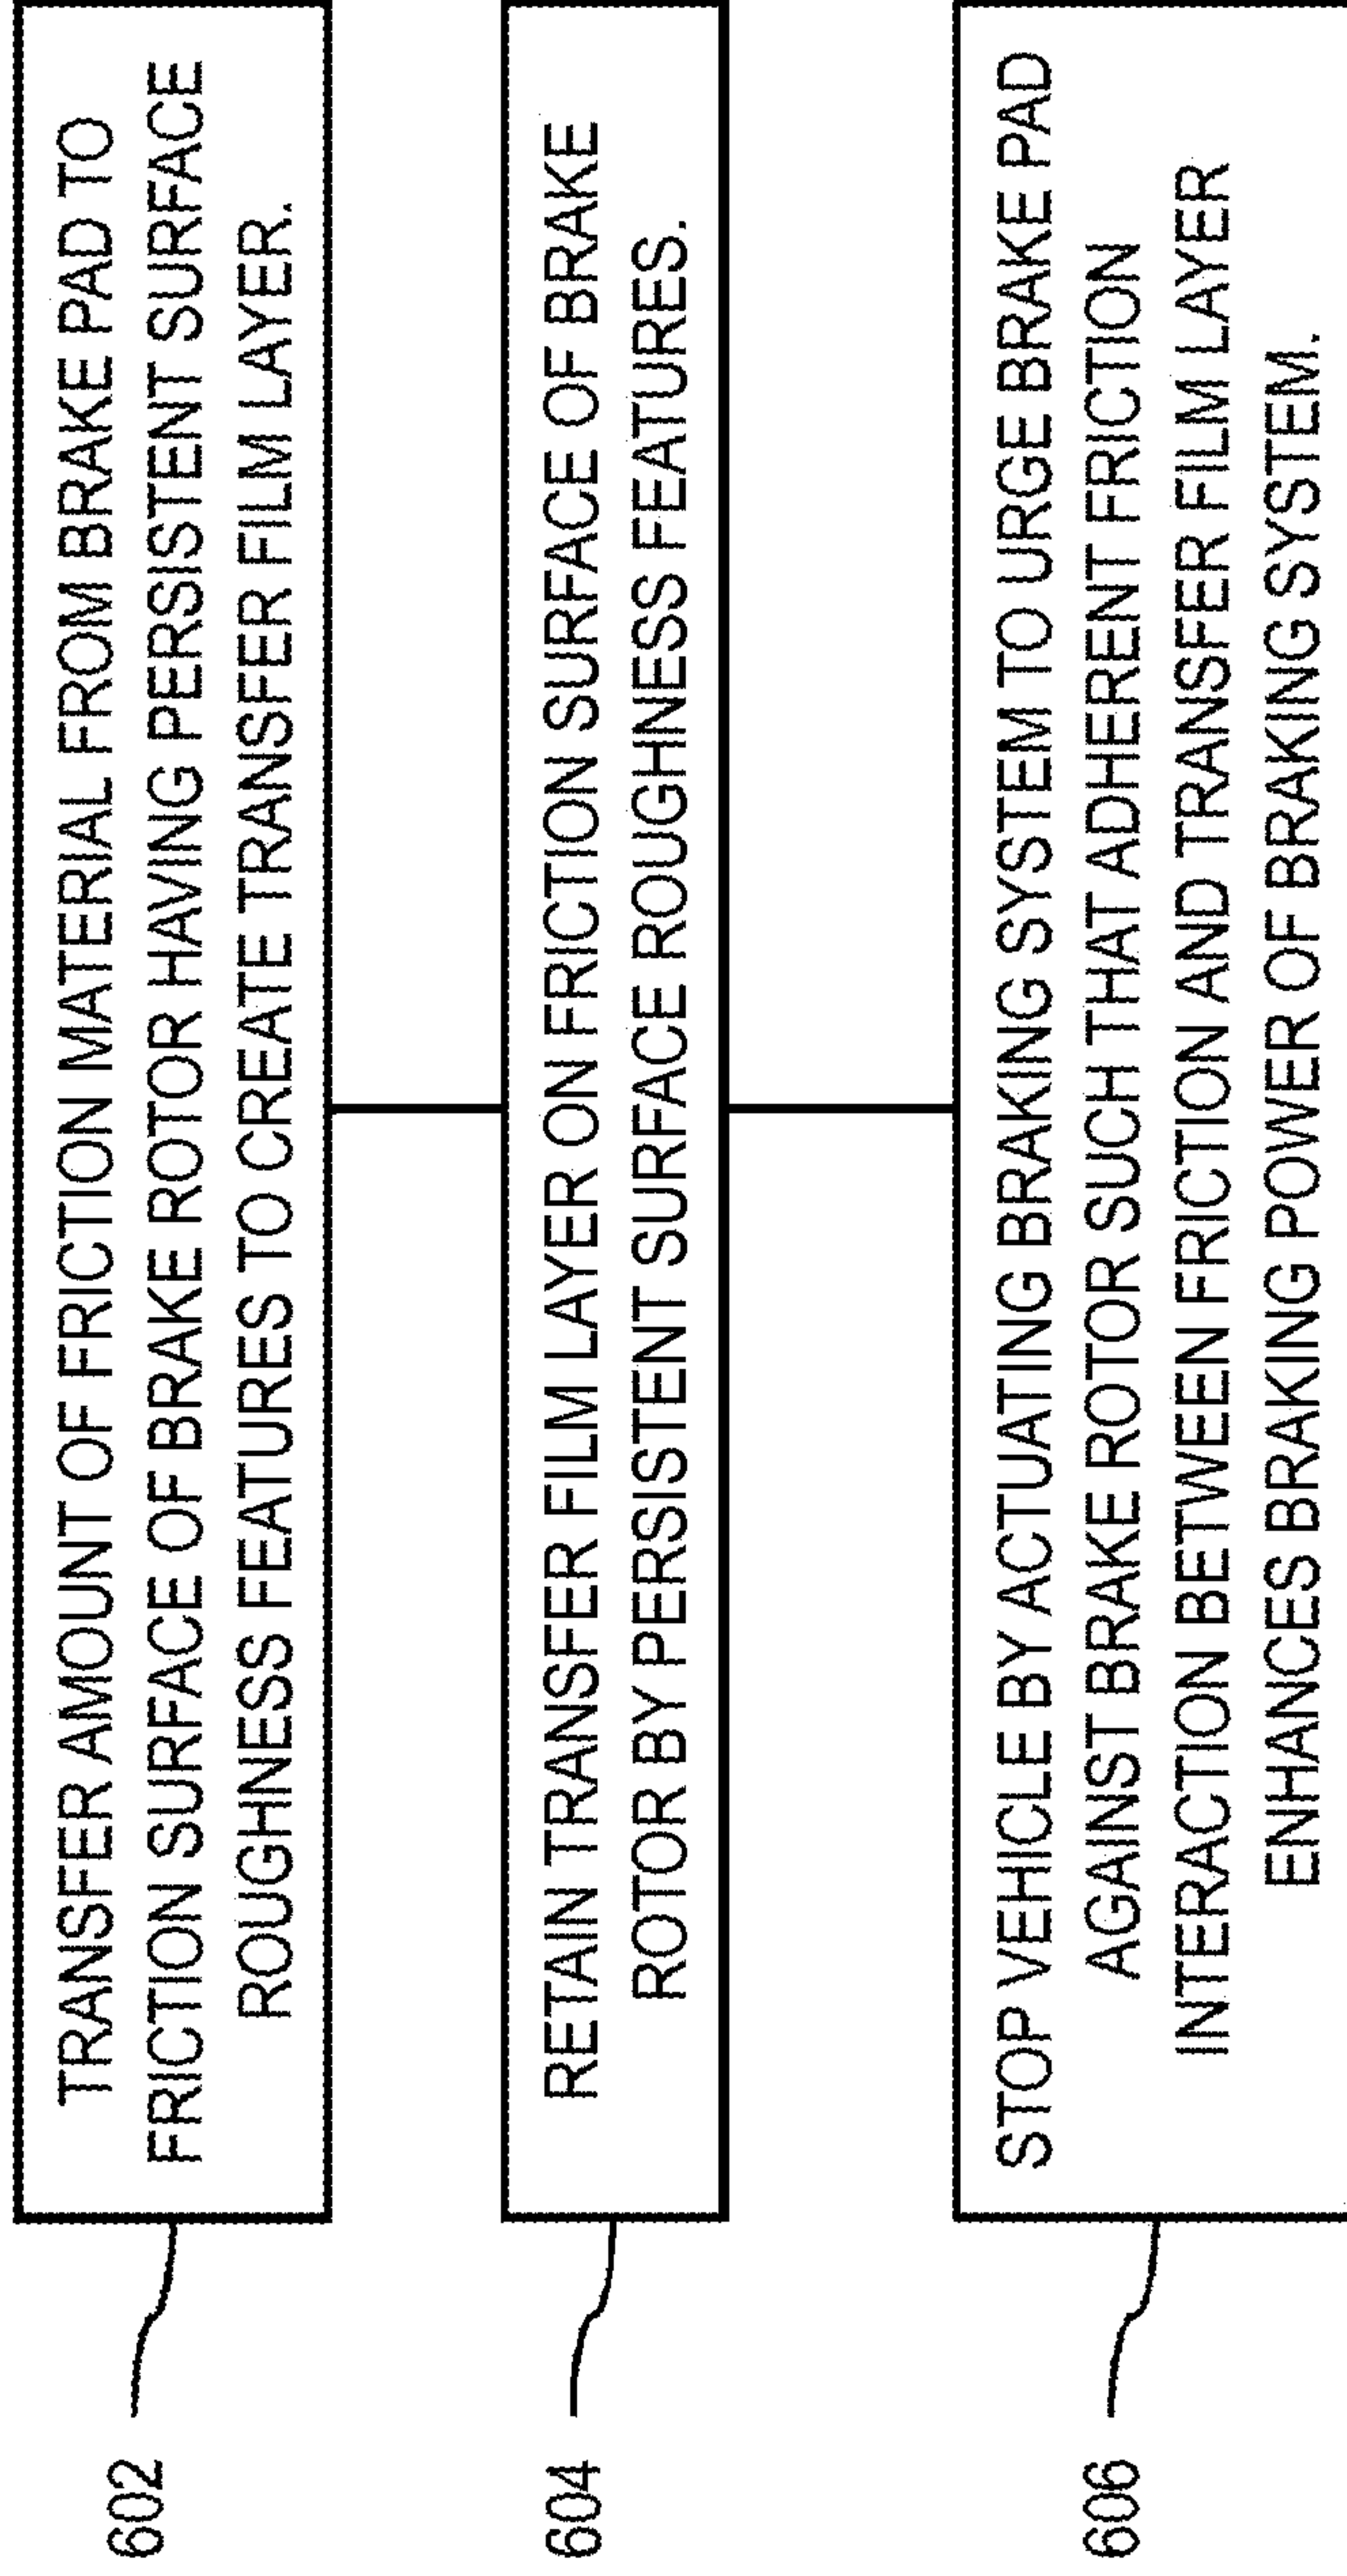 602
TRANSFER AMOUNT OF FRICTION MATERIAL FROM BRAKE PAD TO
FRICTION SURFACE OF BRAKE ROTOR HAVING PERSISTENT SURFACE
ROUGHNESS FEATURES TO CREATE TRANSFER FILM LAYER.
604
RETAIN TRANSFER FILM LAYER ON FRICTION SURFACE OF BRAKE
ROTOR BY PERSISTENT SURFACE ROUGHNESS FEATURES.
606
STOP VEHICLE BY ACTUATING BRAKING SYSTEM TO URGE BRAKE PAD
AGAINST BRAKE ROTOR SUCH THAT ADHERENT FRICTION
INTERACTION BETWEEN FRICTION AND TRANSFER FILM LAYER
ENHANCES BRAKING POWER OF BRAKING SYSTEM.